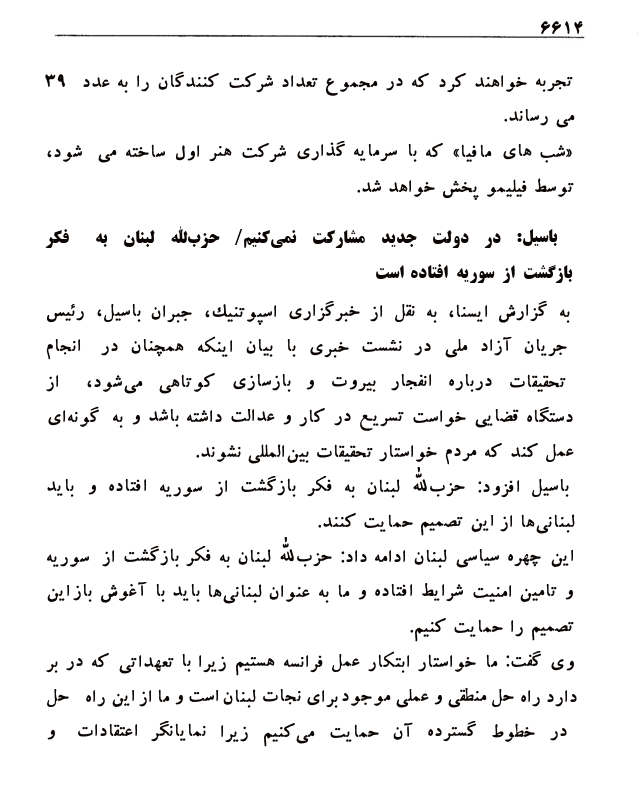 ۶۶۱۴
تجربه خواهند کرد که در مجموع تعداد شرکت کنندگان را به عدد ۳۹
می رساند.
«شب های مافیا» که با سرمایه گذاری شرکت هنر اول ساخته می شود،
توسط فیلیمو پخش خواهد شد.
باسیل: در دولت جدید مشارکت نمی‌کنیم/ حزب‌الله لبنان به فکر
بازگشت از سوریه افتاده است
به گزارش ایسنا، به نقل از خبرگزاری اسپوتنیك، جبران باسیل، رئیس
جریان آزاد ملی در نشست خبری با بیان اینکه همچنان در انجام
تحقیقات درباره انفجار بیروت و بازسازی کوتاهی می‌شود، از
دستگاه قضایی خواست تسریع در کار و عدالت داشته باشد و به گونه‌ای
عمل کند که مردم خواستار تحقیقات بین‌المللی نشوند.
باسیل افزود: حزب‌الله لبنان به فکر بازگشت از سوریه افتاده و باید
لبنانی‌ها از این تصمیم حمایت کنند.
این چهره سیاسی لبنان ادامه داد: حزب‌الله لبنان به فکر بازگشت از سوریه
و تامین امنیت شرایط افتاده و ما به عنوان لبنانی‌ها باید با آغوش بازاین
تصمیم را حمایت کنیم.
وی گفت: ما خواستار ابتکار عمل فرانسه هستیم زیرا با تعهداتی که در بر
دارد راه حل منطقی و عملی موجود برای نجات لبنان است و ما از این راه حل
در خطوط گسترده آن حمایت می‌کنیم زیرا نمایانگر اعتقادات و